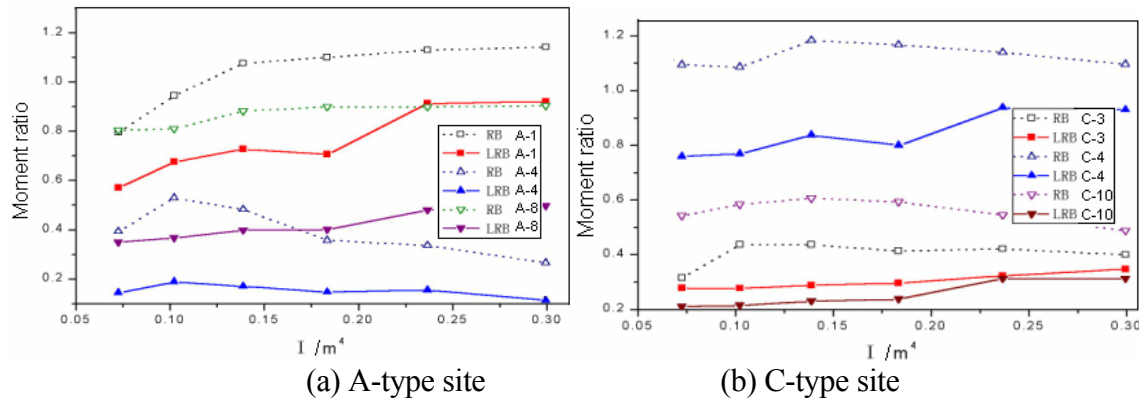 1.2
1.0
0.8
0.6
0.4
0.2
Moment ratio
RB A-1
LRB A-1
RB A-4
LRB A-4
RB A-8
LRB A-8
0.05 0.10 0.15 0.20 0.25 0.30
I /m⁴
(a) A-type site
1.2
1.0
0.8
0.6
0.4
0.2
Moment ratio
RB C-3
LRB C-3
RB C-4
LRB C-4
RB C-10
LRB C-10
0.05 0.10 0.15 0.20 0.25 0.30
I /m⁴
(b) C-type site